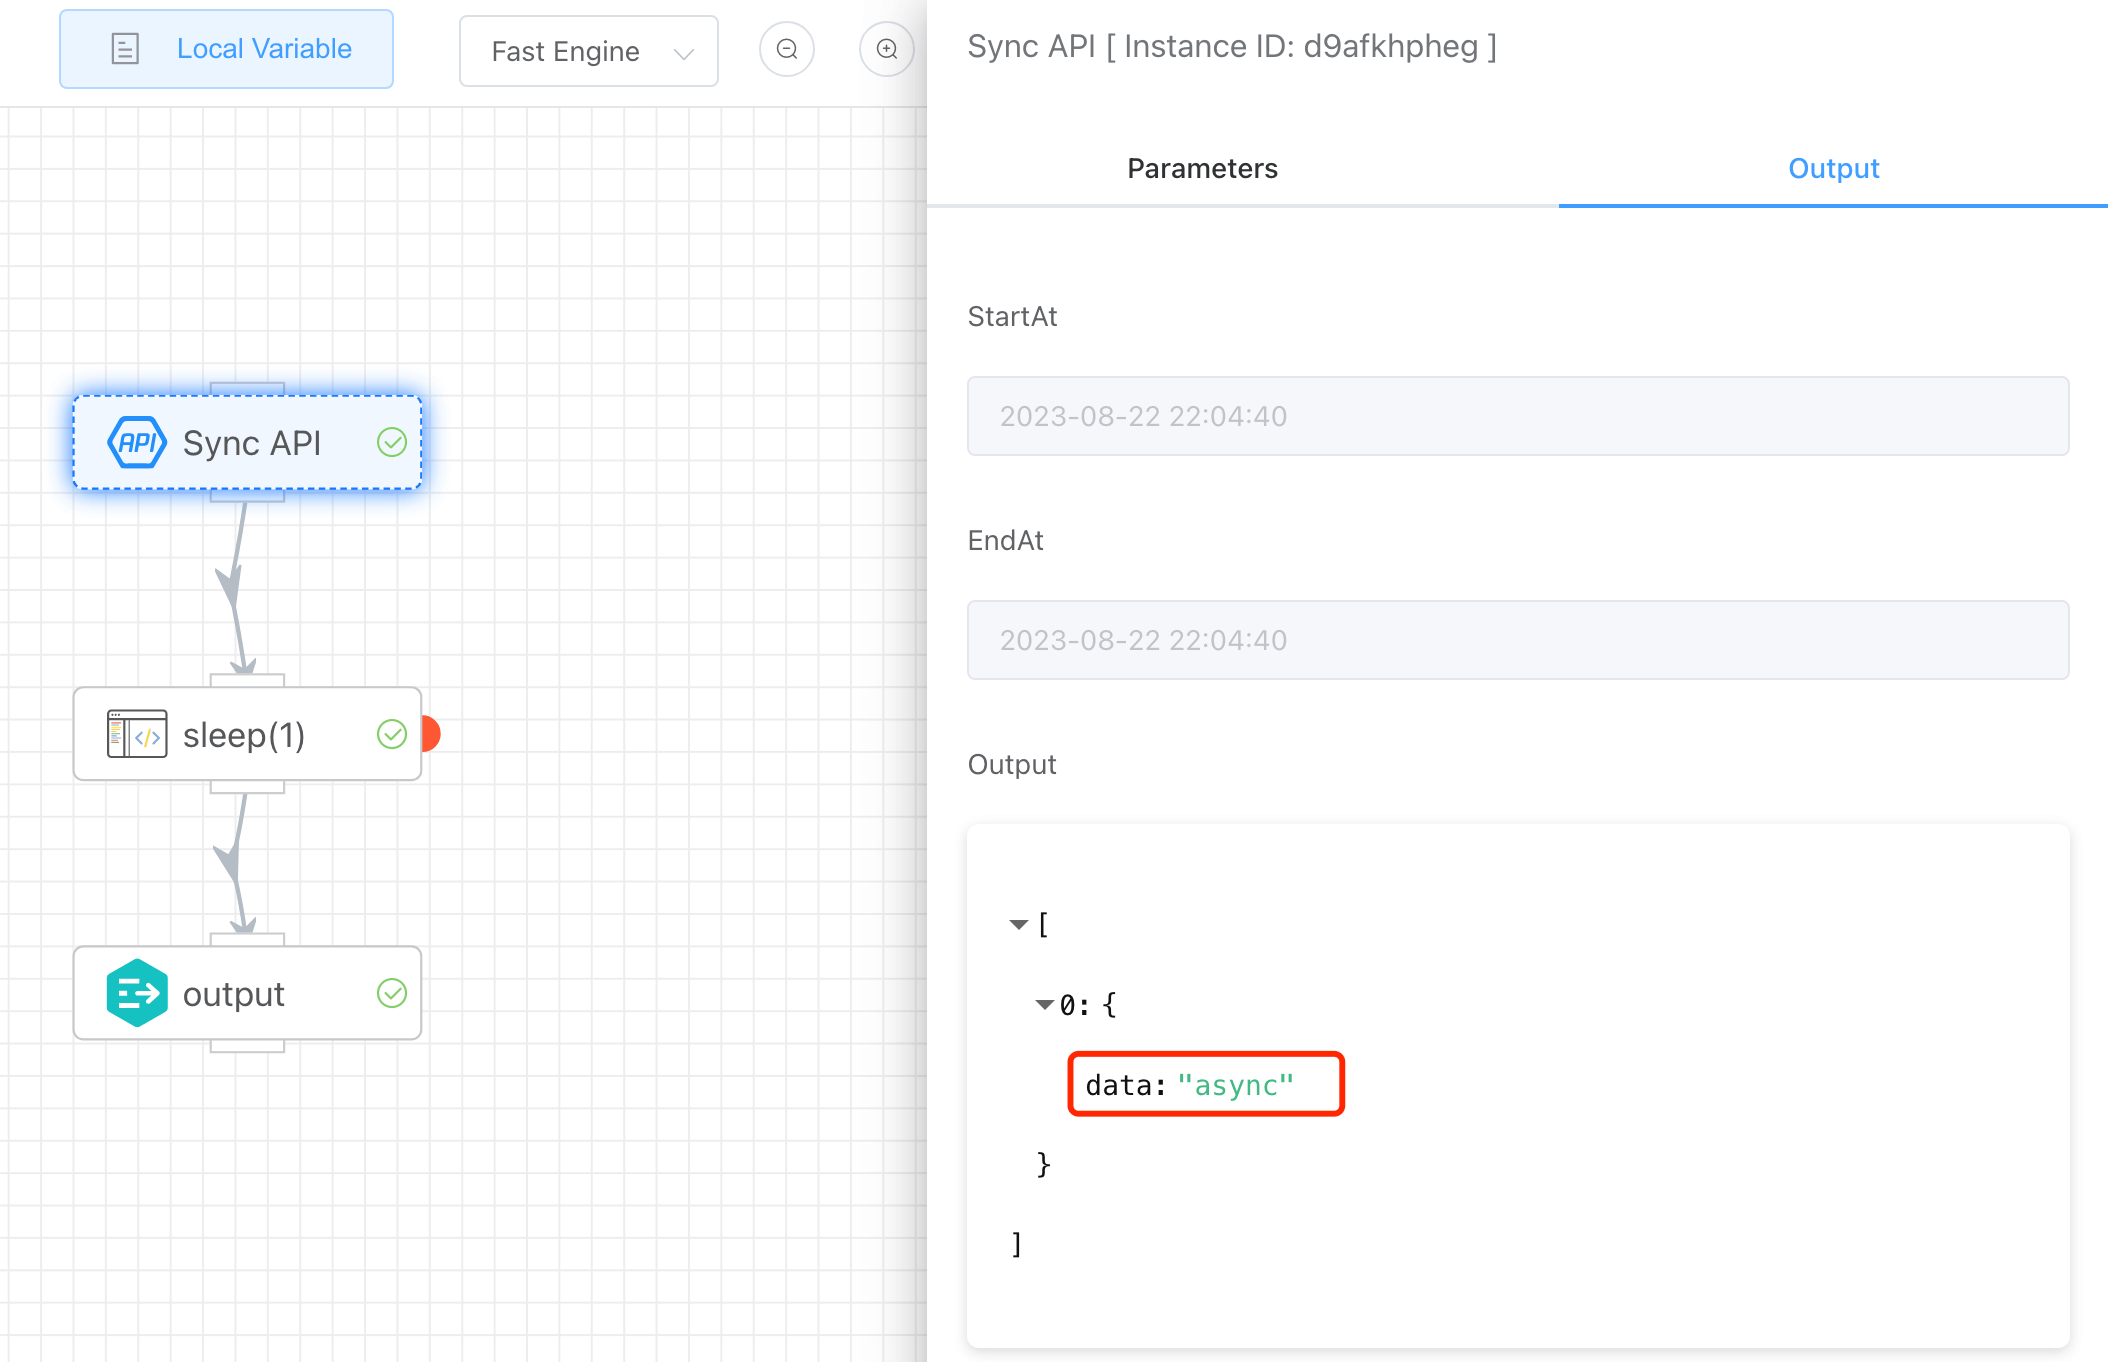 Local Variable
Fast Engine
API
Sync API
sleep(1)
</>
output
Sync API [ Instance ID: d9afkhpheg ]
Parameters
Output
StartAt
2023-08-22 22:04:40
EndAt
2023-08-22 22:04:40
Output
[
0: {
data: "async"
}
]